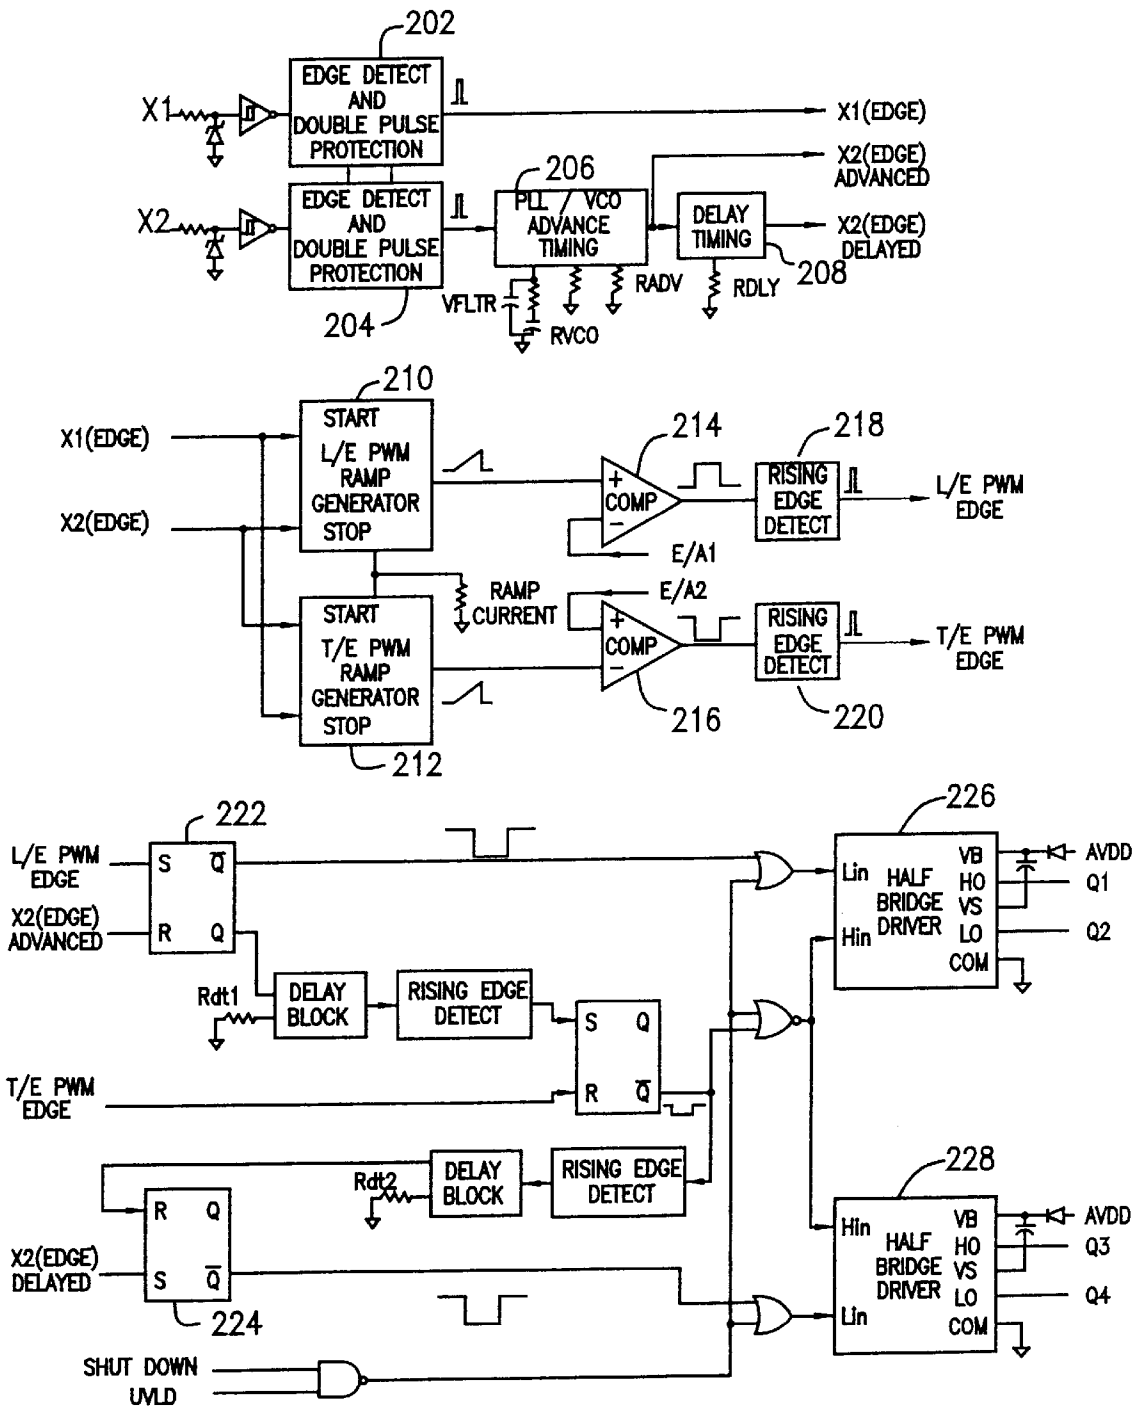 202
X1
EDGE DETECT
AND
DOUBLE PULSE
PROTECTION
X1(EDGE)
X2(EDGE)
ADVANCED
X2
EDGE DETECT
AND
DOUBLE PULSE
PROTECTION
204
206
PLL / VCO
ADVANCE
TIMING
DELAY
TIMING
208
X2(EDGE)
DELAYED
VFLTR
RVCO
RADV
RDLY
210
X1(EDGE)
X2(EDGE)
START
L/E PWM
RAMP
GENERATOR
STOP
214
+
COMP
−
E/A1
218
RISING
EDGE
DETECT
L/E PWM
EDGE
RAMP
CURRENT
START
T/E PWM
RAMP
GENERATOR
STOP
212
E/A2
+
COMP
−
216
RISING
EDGE
DETECT
220
T/E PWM
EDGE
222
L/E PWM
EDGE
X2(EDGE)
ADVANCED
S Q̅
R Q
Rdt1
DELAY
BLOCK
RISING EDGE
DETECT
S Q
R Q̅
T/E PWM
EDGE
226
Lin
Hin
HALF
BRIDGE
DRIVER
VB
HO
VS
LO
COM
AVDD
Q1
Q2
Rdt2
DELAY
BLOCK
RISING EDGE
DETECT
R Q
S Q̅
X2(EDGE)
DELAYED
224
228
Hin
Lin
HALF
BRIDGE
DRIVER
VB
HO
VS
LO
COM
AVDD
Q3
Q4
SHUT DOWN
UVLD